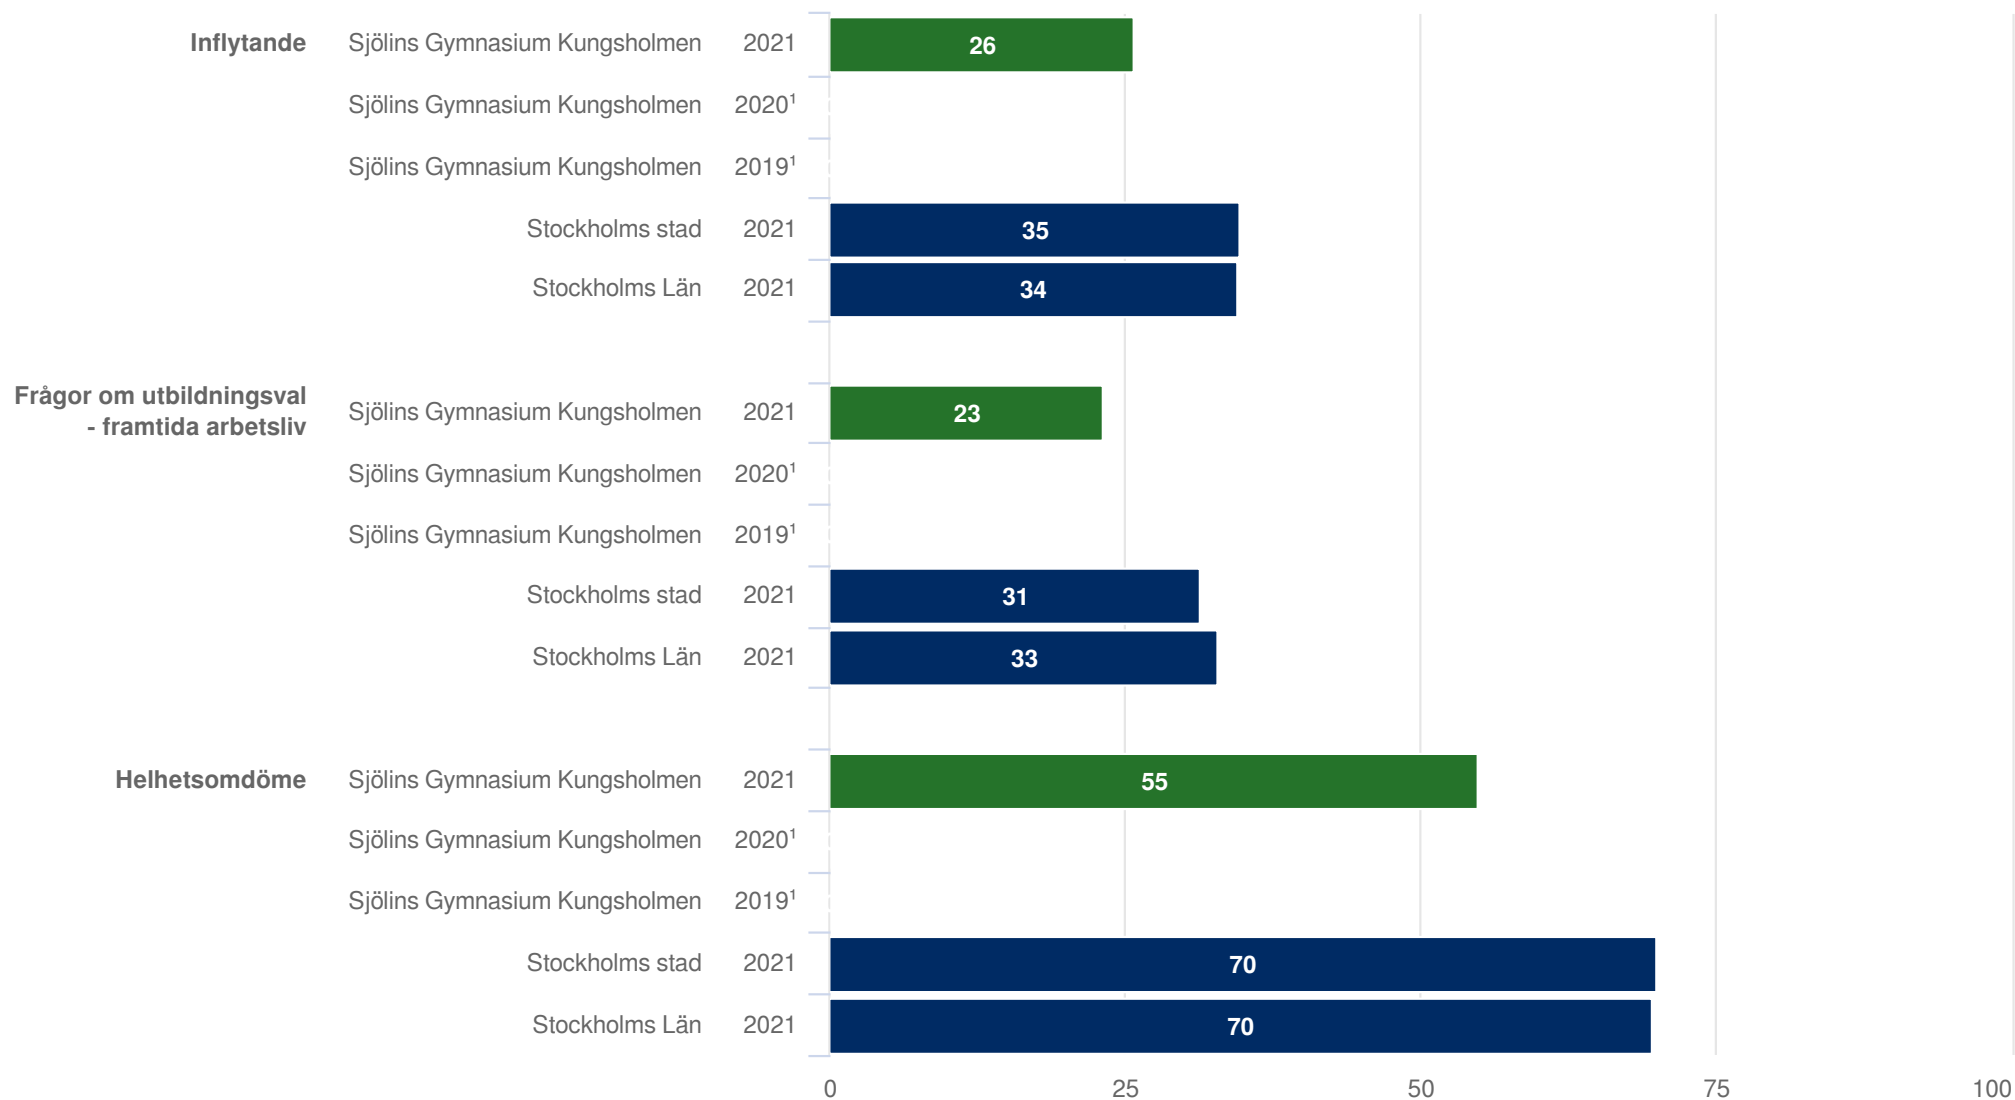 Inflytande Sjölins Gymnasium Kungsholmen 2021 26
Sjölins Gymnasium Kungsholmen 2020¹
Sjölins Gymnasium Kungsholmen 2019¹
Stockholms stad 2021 35
Stockholms Län 2021 34
Frågor om utbildningsval
- framtida arbetsliv Sjölins Gymnasium Kungsholmen 2021 23
Sjölins Gymnasium Kungsholmen 2020¹
Sjölins Gymnasium Kungsholmen 2019¹
Stockholms stad 2021 31
Stockholms Län 2021 33
Helhetsomdöme Sjölins Gymnasium Kungsholmen 2021 55
Sjölins Gymnasium Kungsholmen 2020¹
Sjölins Gymnasium Kungsholmen 2019¹
Stockholms stad 2021 70
Stockholms Län 2021 70
0 25 50 75 100